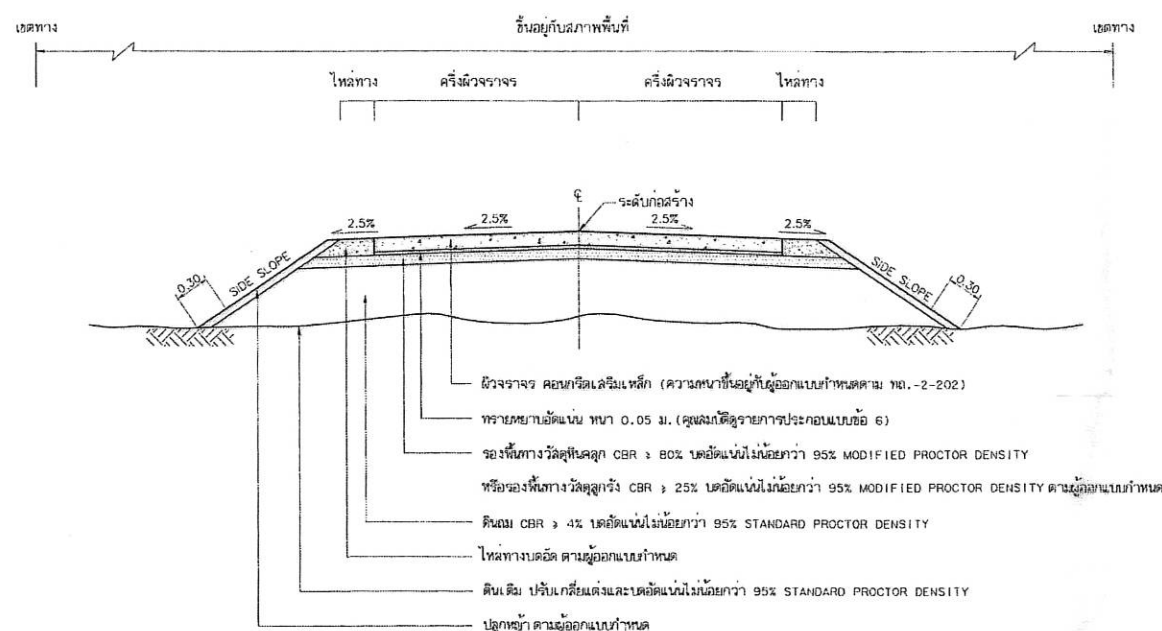 เขตทาง
ขึ้นอยู่กับสภาพพื้นที่
เขตทาง
ไหล่ทาง
ครึ่งผิวจราจร
ครึ่งผิวจราจร
ไหล่ทาง
ระดับก่อสร้าง
2.5%
2.5%
2.5%
2.5%
0.30
SIDE SLOPE
SIDE SLOPE
0.30
ผิวจราจร คอนกรีตเสริมเหล็ก (ความหนาขึ้นอยู่กับผู้ออกแบบกำหนดตาม ทถ.-2-202)
ทรายหยาบอัดแน่น หนา 0.05 ม.(คุณสมบัติดูรายการประกอบแบบข้อ 6)
รองพื้นทางวัสดุหินคลุก CBR ≥ 80% บดอัดแน่นไม่น้อยกว่า 95% MODIFIED PROCTOR DENSITY
หรือรองพื้นทางวัสดุลูกรัง CBR ≥ 25% บดอัดแน่นไม่น้อยกว่า 95% MODIFIED PROCTOR DENSITY ตามผู้ออกแบบกำหนด
ดินถม CBR ≥ 4% บดอัดแน่นไม่น้อยกว่า 95% STANDARD PROCTOR DENSITY
ไหล่ทางบดอัด ตามผู้ออกแบบกำหนด
ดินเดิม ปรับเกลี่ยแต่งและบดอัดแน่นไม่น้อยกว่า 95% STANDARD PROCTOR DENSITY
ปลูกหญ้า ตามผู้ออกแบบกำหนด